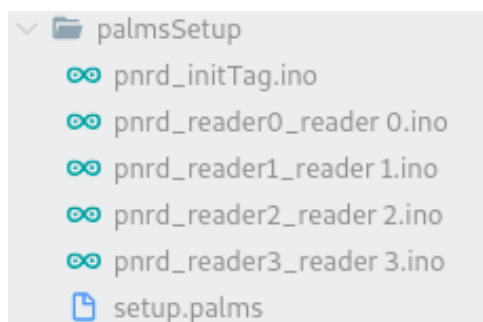 palmsSetup
pnrd_initTag.ino
pnrd_reader0_reader 0.ino
pnrd_reader1_reader 1.ino
pnrd_reader2_reader 2.ino
pnrd_reader3_reader 3.ino
setup.palms